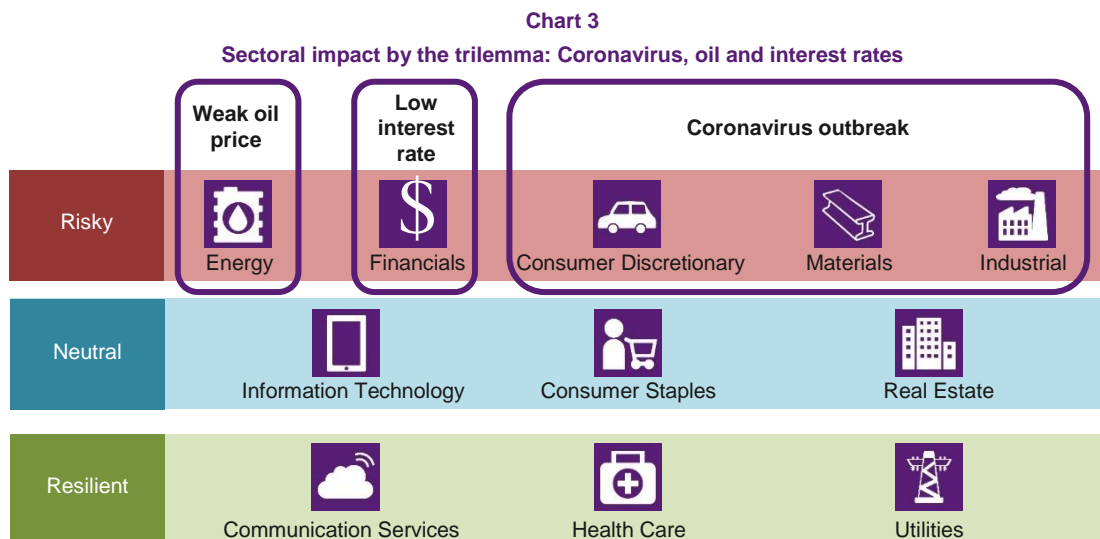 Chart 3
Sectoral impact by the trilemma: Coronavirus, oil and interest rates
Weak oil
price
Low
interest
rate
Coronavirus outbreak
Risky
$
Energy
Financials
Consumer Discretionary
Materials
Industrial
Neutral
Information Technology
Consumer Staples
Real Estate
Resilient
Communication Services
Health Care
Utilities